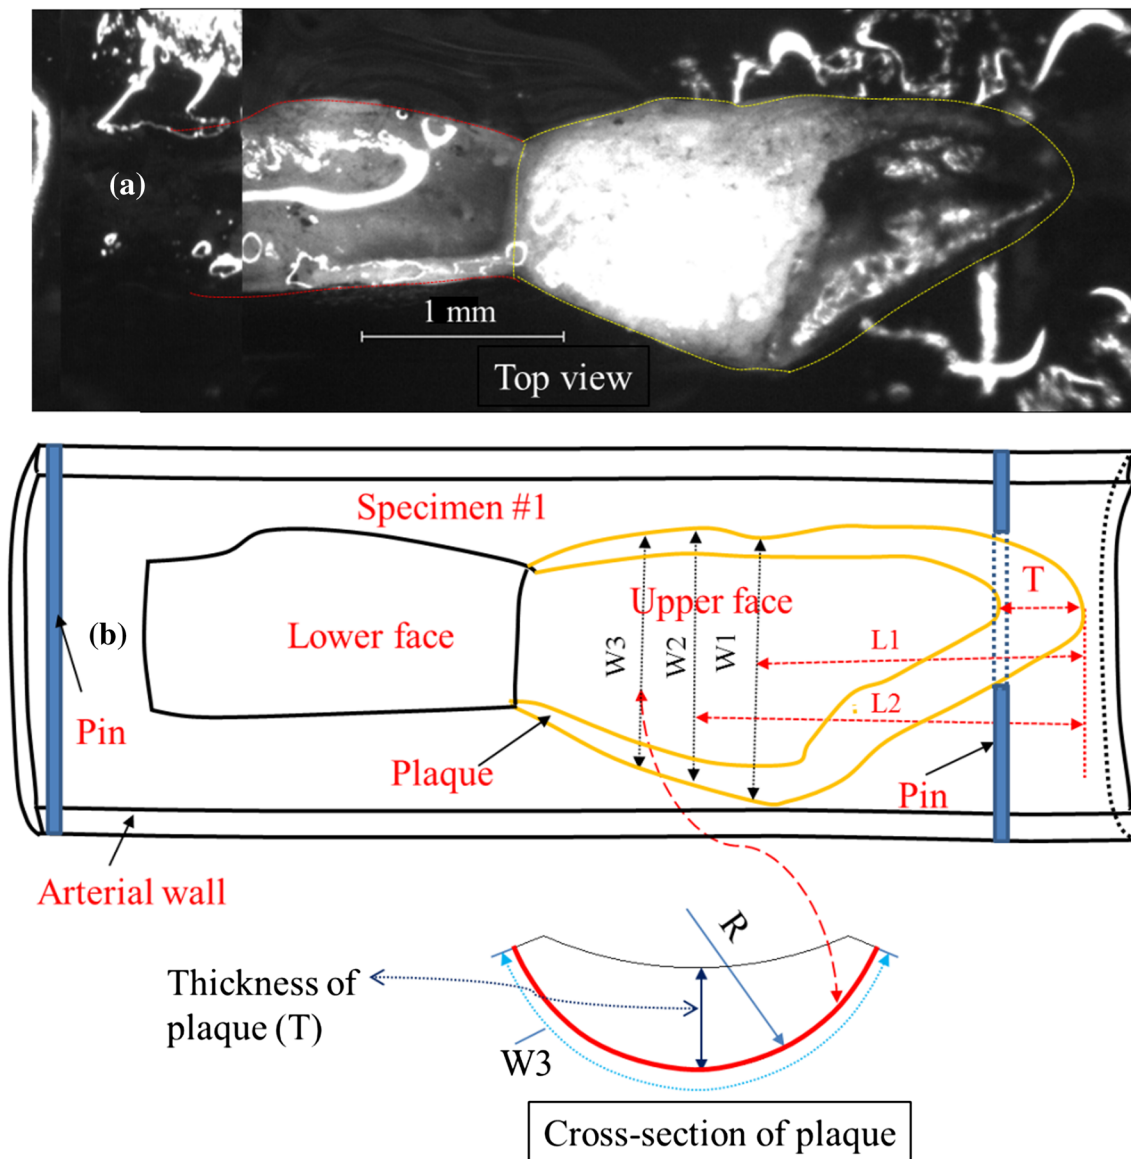 (a)
1 mm
Top view
Specimen #1
T
Upper face
(b)
Lower face
W3
W2
W1
L1
L2
Pin
Plaque
Pin
Arterial wall
R
Thickness of
plaque (T)
W3
Cross-section of plaque